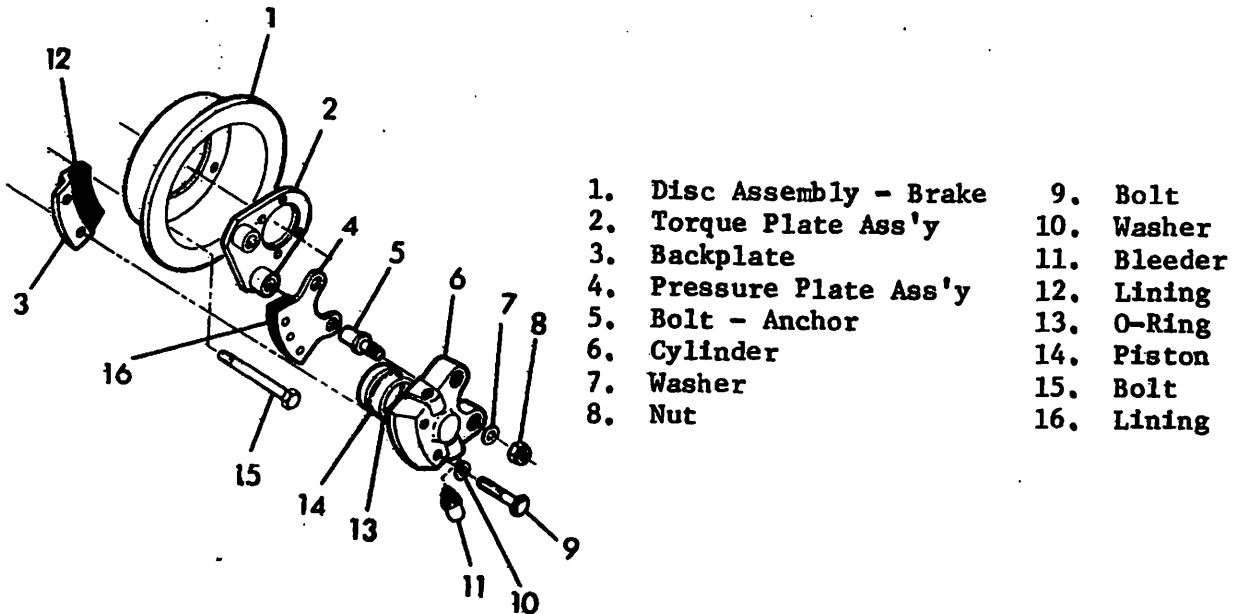 1
12
2
4
5
6
7
8
3
16
15
14
13
11
10
9
1. Disc Assembly - Brake
2. Torque Plate Ass'y
3. Backplate
4. Pressure Plate Ass'y
5. Bolt - Anchor
6. Cylinder
7. Washer
8. Nut
9. Bolt
10. Washer
11. Bleeder
12. Lining
13. O-Ring
14. Piston
15. Bolt
16. Lining